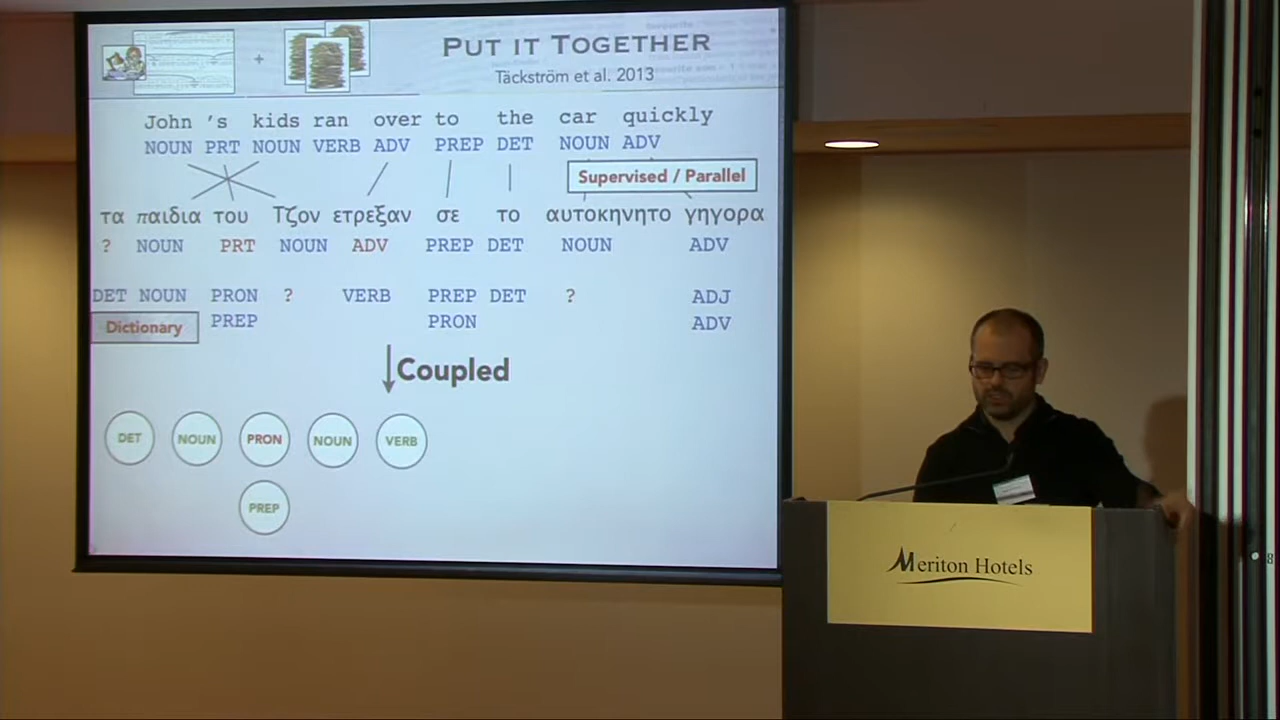 PUT IT TOGETHER
+
Täckström et al. 2013
John 's kids ran over to the car quickly
NOUN PRT NOUN VERB ADV PREP DET NOUN ADV
Supervised / Parallel
τα παιδια του Τζον ετρεξαν σε το αυτοκηνητο γηγορα
? NOUN PRT NOUN ADV PREP DET NOUN ADV
DET NOUN PRON ? VERB PREP DET ? ADJ
Dictionary PREP PRON ADV
Coupled
DET NOUN PRON NOUN VERB
PREP
Meriton Hotels